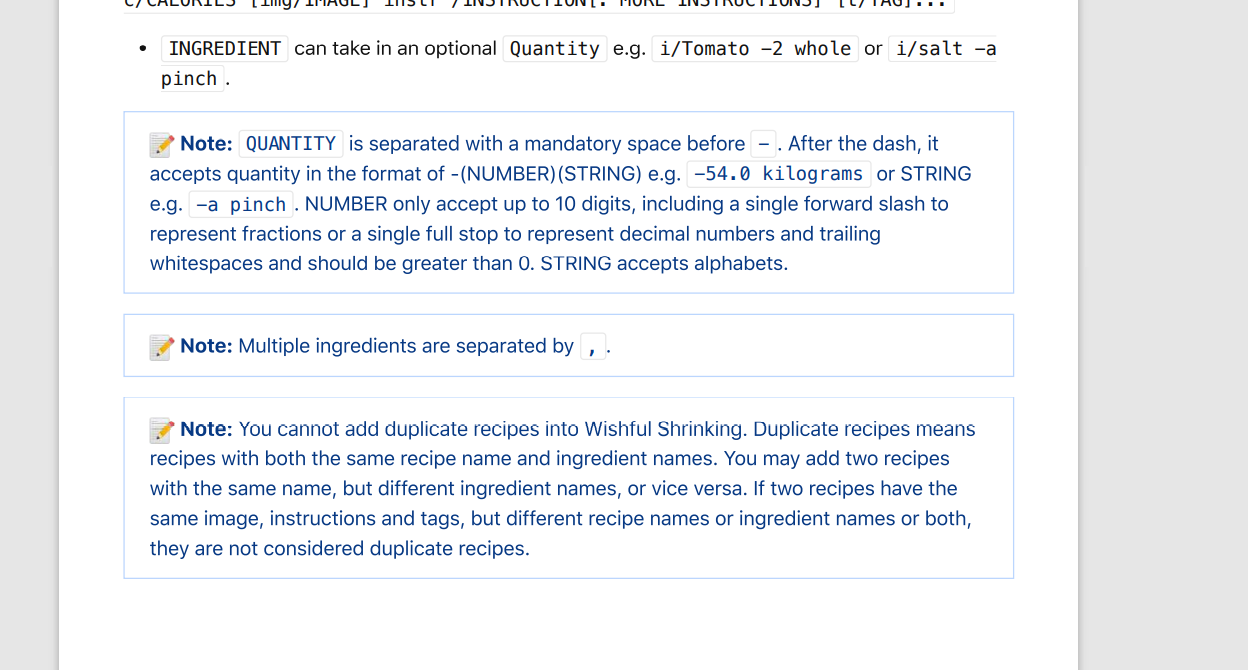 c/CALORIES [img/IMAGE] instr /INSTRUCTION[. MORE INSTRUCTIONS] [t/TAG]...
• INGREDIENT can take in an optional Quantity e.g. i/Tomato -2 whole or i/salt -a
pinch .
Note: QUANTITY is separated with a mandatory space before - . After the dash, it
accepts quantity in the format of -(NUMBER)(STRING) e.g. -54.0 kilograms or STRING
e.g. -a pinch . NUMBER only accept up to 10 digits, including a single forward slash to
represent fractions or a single full stop to represent decimal numbers and trailing
whitespaces and should be greater than 0. STRING accepts alphabets.
Note: Multiple ingredients are separated by , .
Note: You cannot add duplicate recipes into Wishful Shrinking. Duplicate recipes means
recipes with both the same recipe name and ingredient names. You may add two recipes
with the same name, but different ingredient names, or vice versa. If two recipes have the
same image, instructions and tags, but different recipe names or ingredient names or both,
they are not considered duplicate recipes.